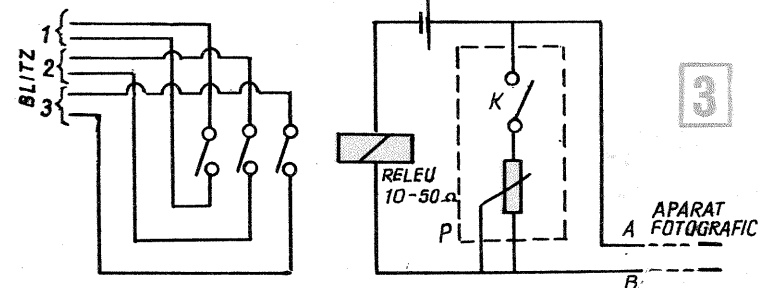 BLITZ
1
2
3
K
RELEU
10-50Ω
P
3
A
APARAT
FOTOGRAFIC
B